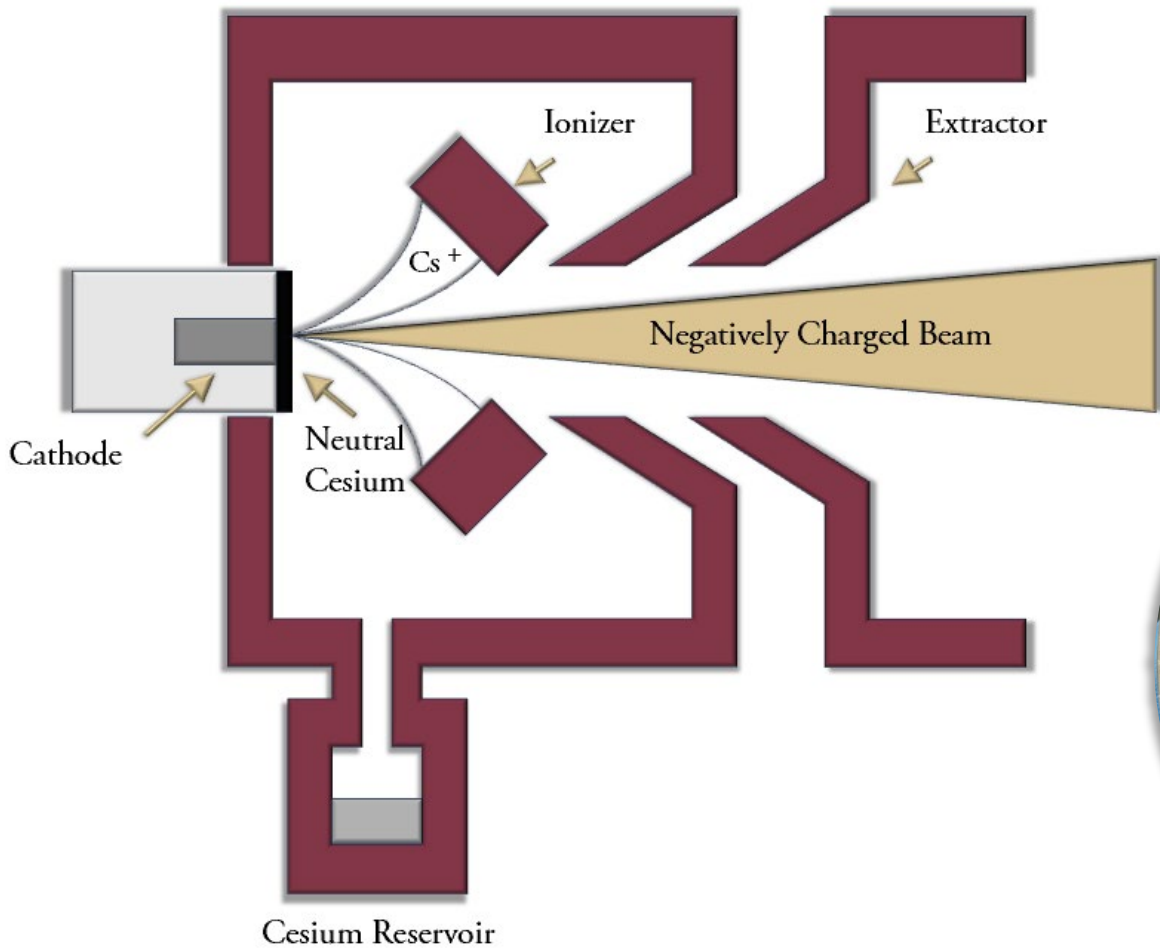 Ionizer
Extractor
Cs +
Negatively Charged Beam
Cathode
Neutral
Cesium
Cesium Reservoir